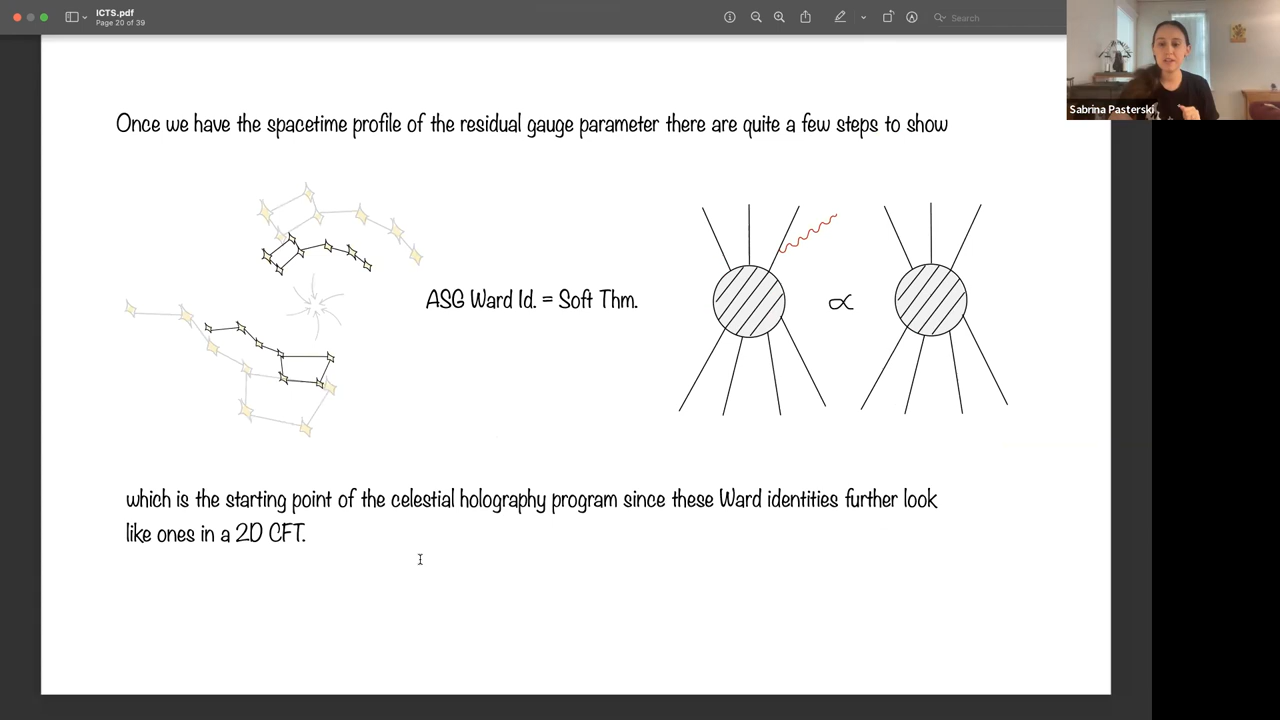 ICTS.pdf
Page 20 of 39
Search
Sabrina Pasterski
Once we have the spacetime profile of the residual gauge parameter there are quite a few steps to show
ASG Ward Id. = Soft Thm.
∝
which is the starting point of the celestial holography program since these Ward identities further look
like ones in a 2D CFT.